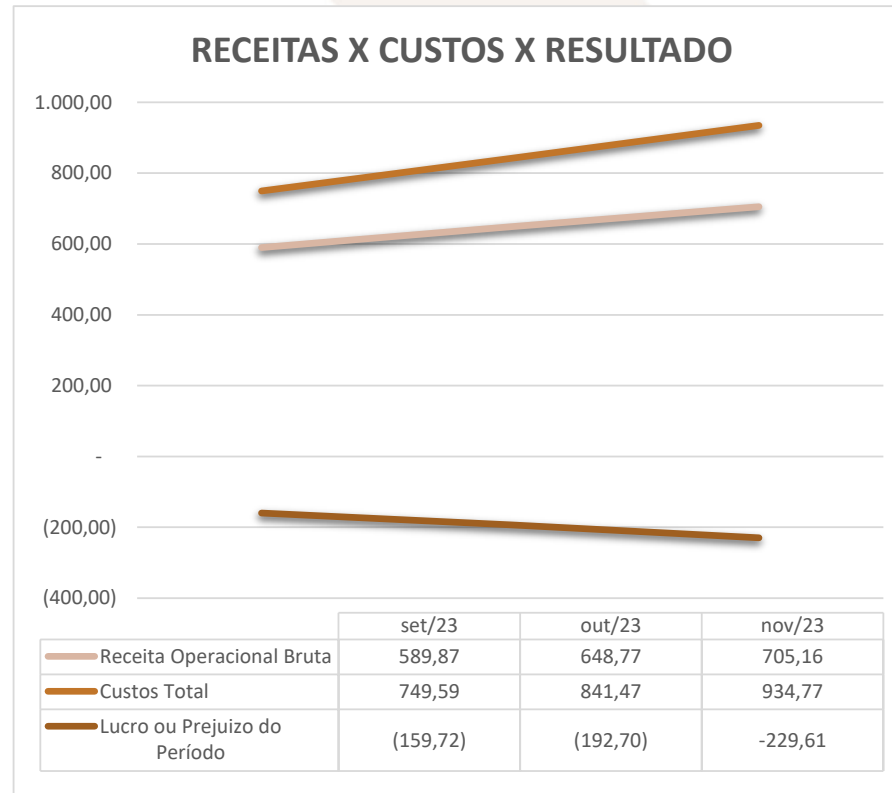 RECEITAS X CUSTOS X RESULTADO
1.000,00
800,00
600,00
400,00
200,00
-
(200,00)
(400,00)
set/23 out/23 nov/23
Receita Operacional Bruta 589,87 648,77 705,16
Custos Total 749,59 841,47 934,77
Lucro ou Prejuizo do
Período (159,72) (192,70) -229,61